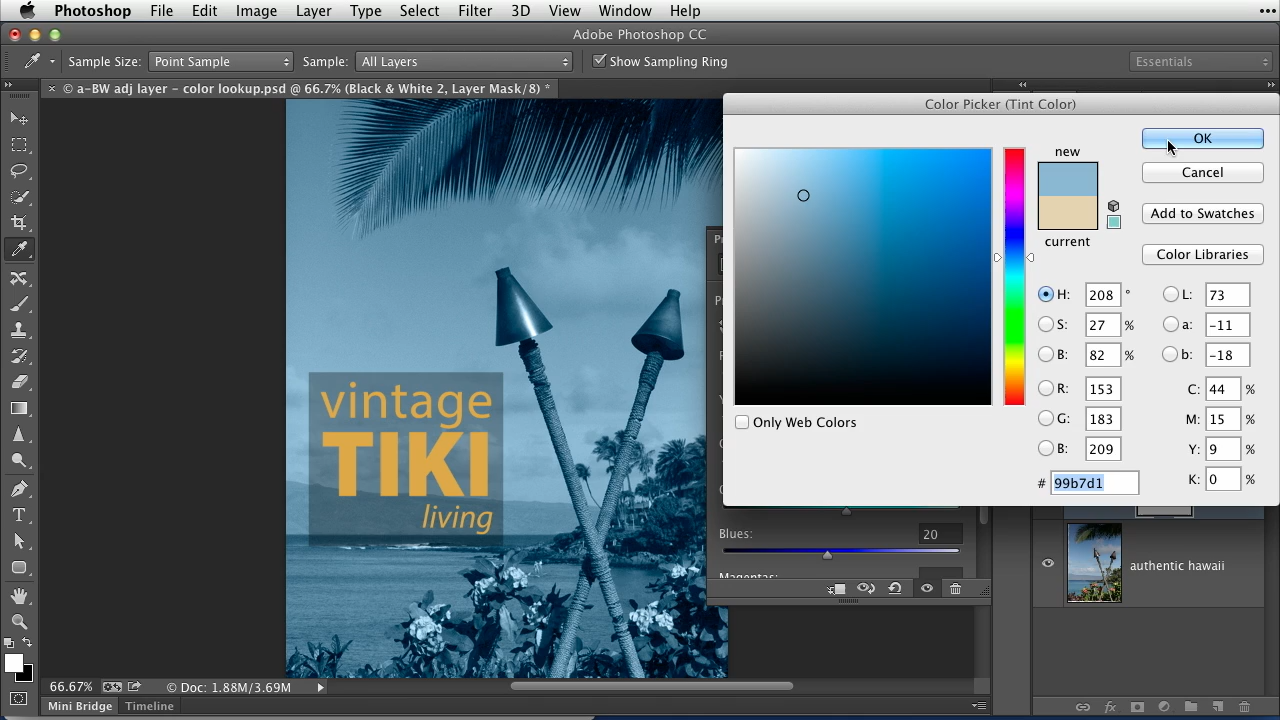 Photoshop File Edit Image Layer Type Select Filter 3D View Window Help
Adobe Photoshop CC
Sample Size: Point Sample Sample: All Layers Show Sampling Ring Essentials
© a-BW adj layer – color lookup.psd @ 66.7% (Black & White 2, Layer Mask/8) *
Color Picker (Tint Color)
new
current
OK
Cancel
Add to Swatches
Color Libraries
H: 208 °
S: 27 %
B: 82 %
R: 153
G: 183
B: 209
# 99b7d1
L: 73
a: -11
b: -18
C: 44 %
M: 15 %
Y: 9 %
K: 0 %
Only Web Colors
vintage
TIKI
living
Blues: 20
Magentas:
authentic hawaii
66.67% © Doc: 1.88M/3.69M
Mini Bridge Timeline